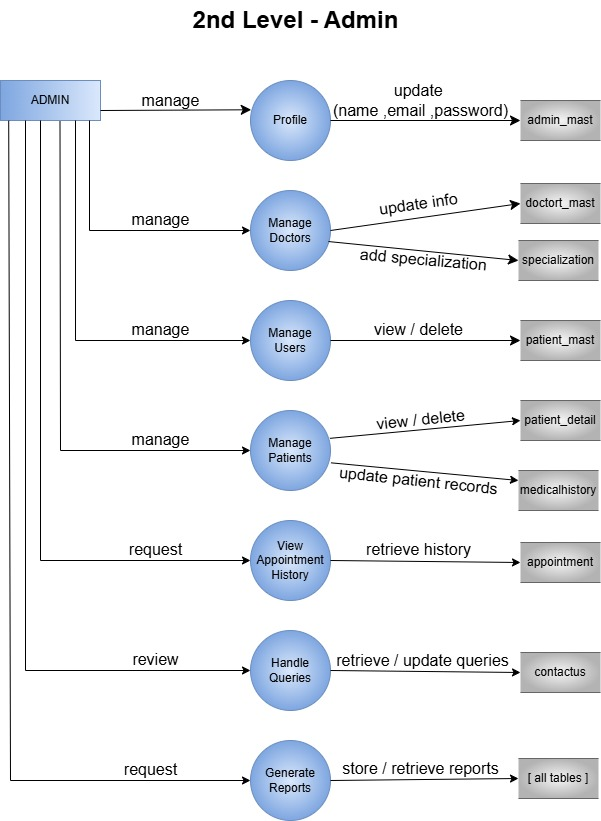 2nd Level - Admin
ADMIN
manage
Profile
update
(name ,email ,password)
admin_mast
manage
Manage
Doctors
update info
doctort_mast
add specialization
specialization
manage
Manage
Users
view / delete
patient_mast
manage
Manage
Patients
view / delete
patient_detail
update patient records
medicalhistory
request
View
Appointment
History
retrieve history
appointment
review
Handle
Queries
retrieve / update queries
contactus
request
Generate
Reports
store / retrieve reports
[ all tables ]